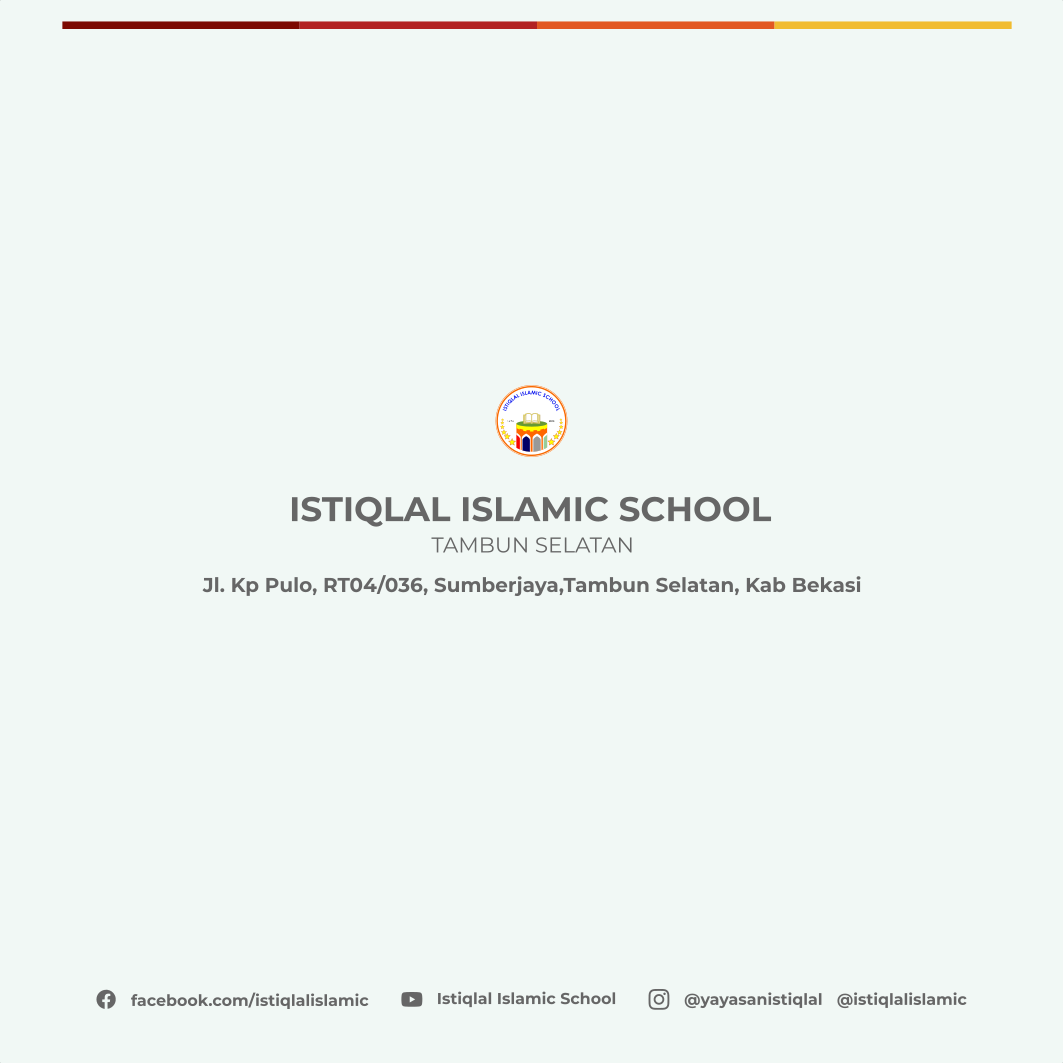 ISTIQLAL ISLAMIC SCHOOL
ISTIQLAL ISLAMIC SCHOOL
TAMBUN SELATAN
Jl. Kp Pulo, RT04/036, Sumberjaya,Tambun Selatan, Kab Bekasi
facebook.com/istiqlalislamic Istiqlal Islamic School @yayasanistiqlal @istiqlalislamic